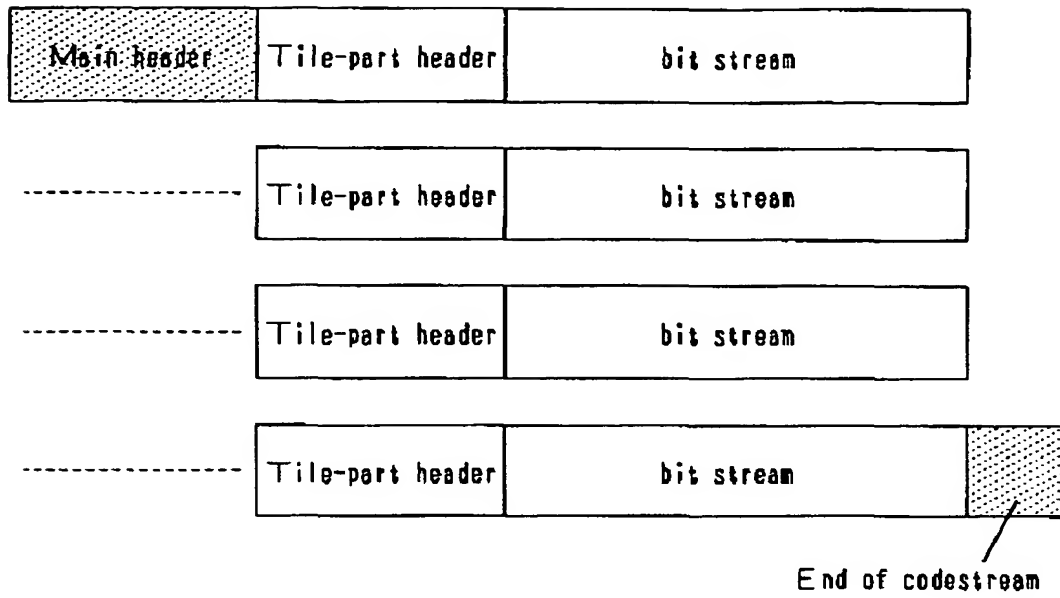 Main header Tile-part header bit stream
Tile-part header bit stream
Tile-part header bit stream
Tile-part header bit stream
End of codestream